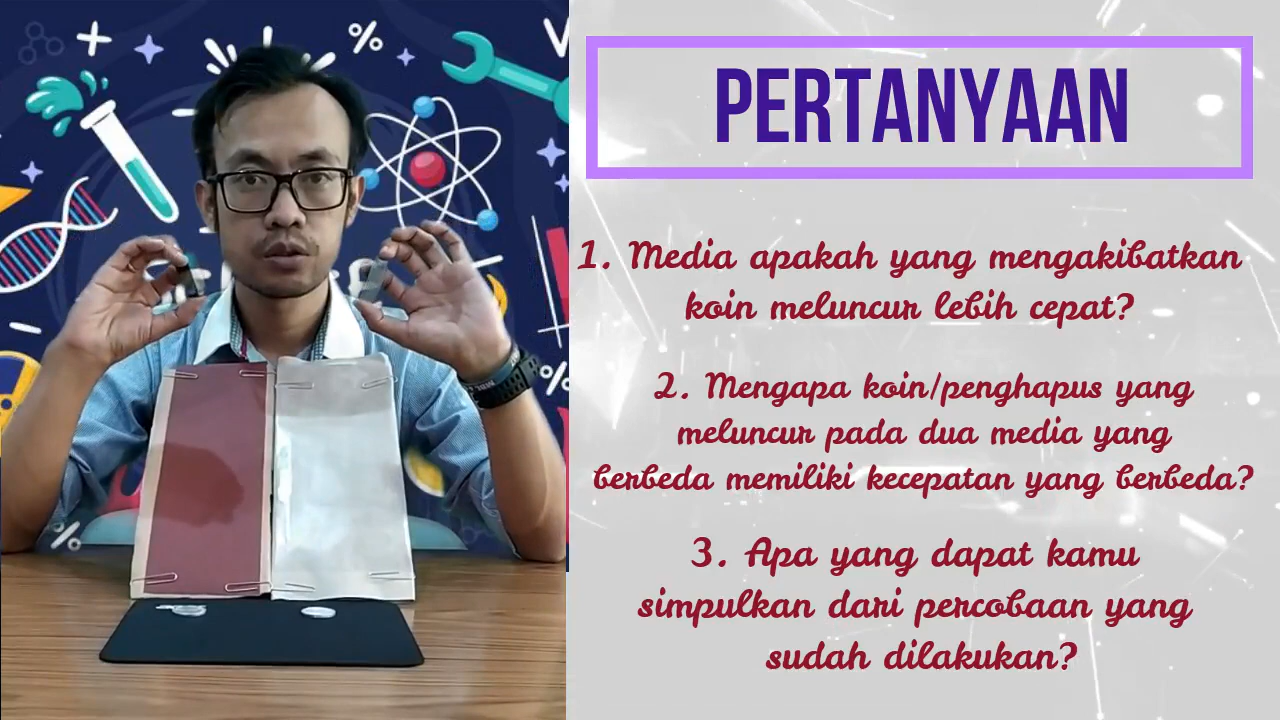 PERTANYAAN
1. Media apakah yang mengakibatkan
koin meluncur lebih cepat?
2. Mengapa koin/penghapus yang
meluncur pada dua media yang
berbeda memiliki kecepatan yang berbeda?
3. Apa yang dapat kamu
simpulkan dari percobaan yang
sudah dilakukan?